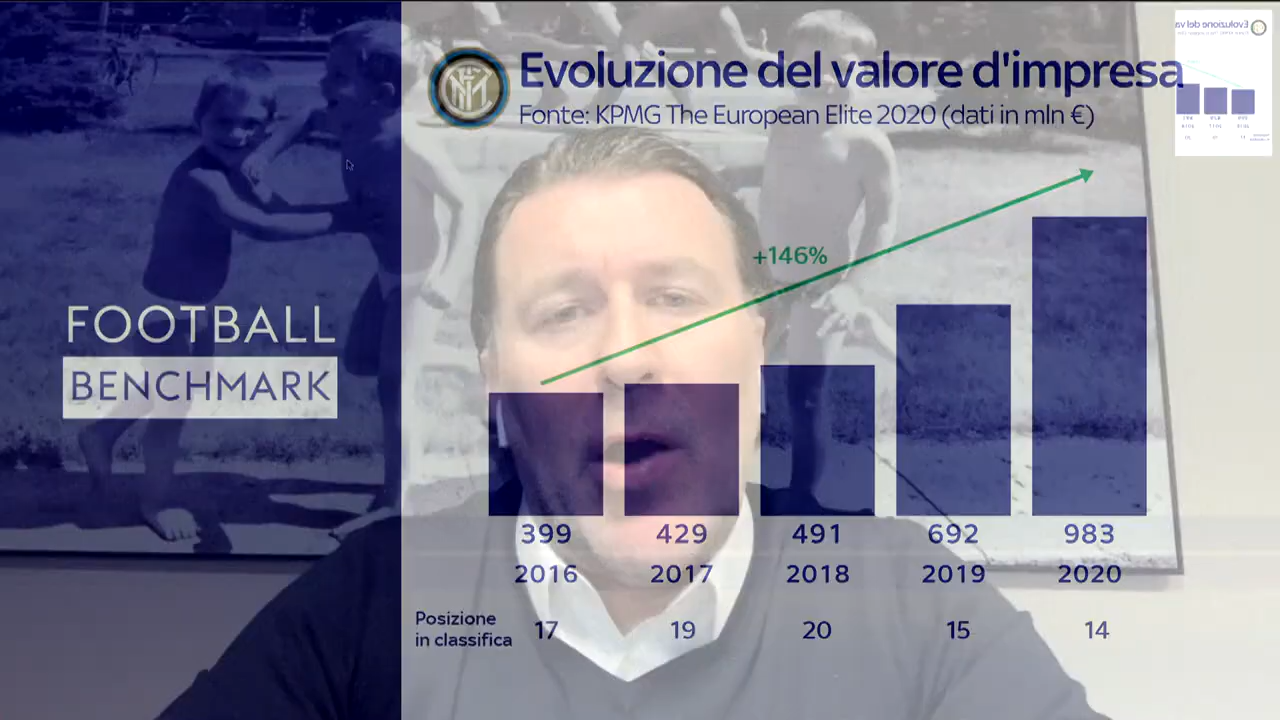 Evoluzione del valore d'impresa
Fonte: KPMG The European Elite 2020 (dati in mln €)
+146%
FOOTBALL
BENCHMARK
399 429 491 692 983
2016 2017 2018 2019 2020
Posizione
in classifica 17 19 20 15 14